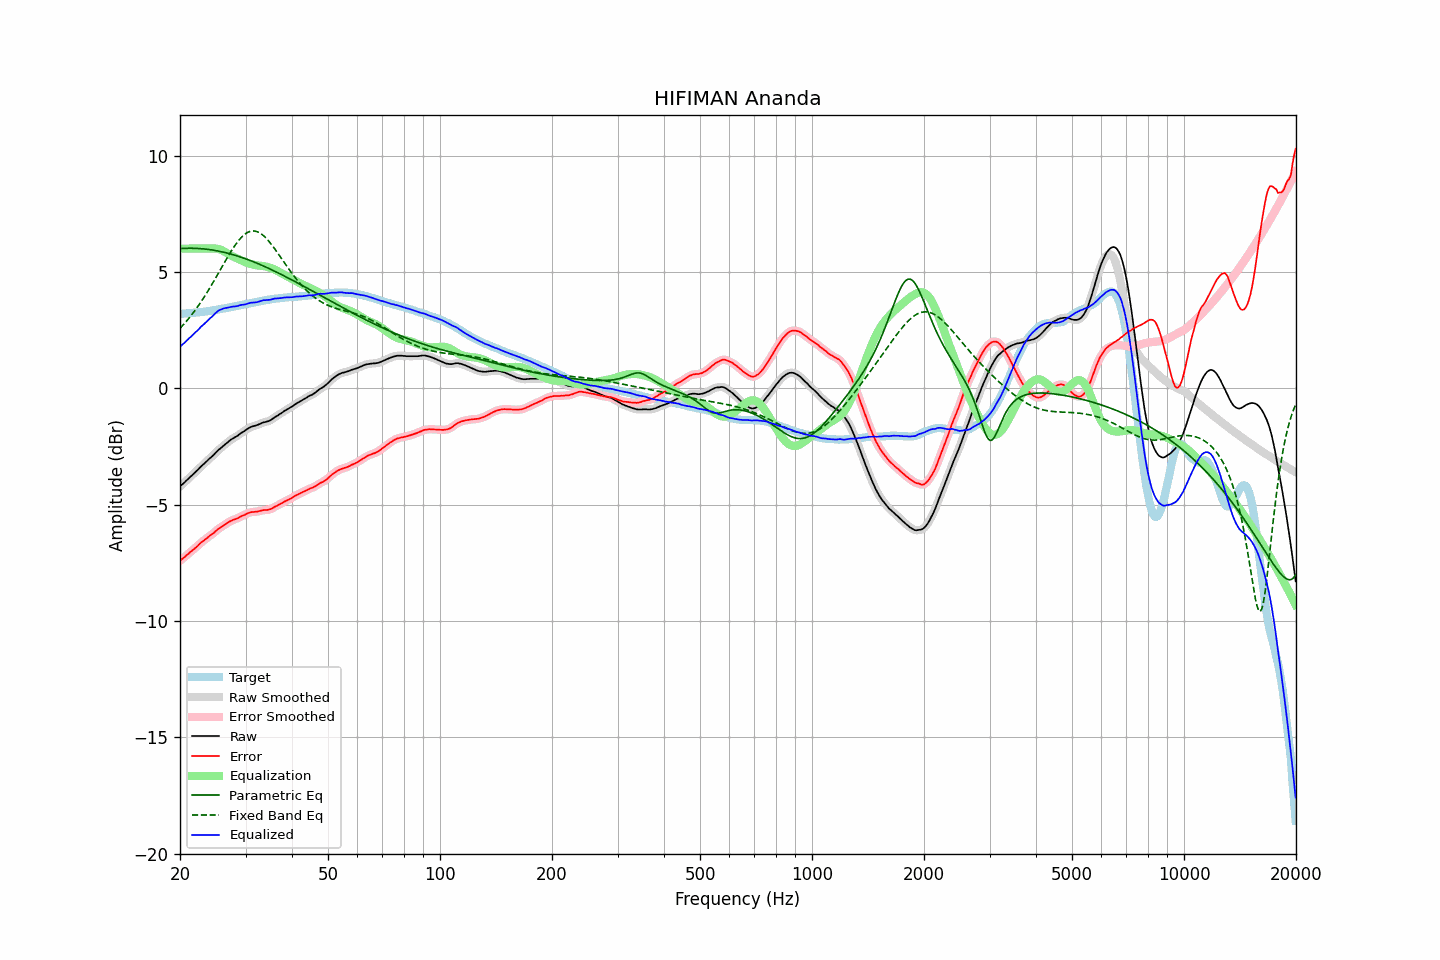 HIFIMAN Ananda
Amplitude (dBr)
10
5
0
−5
−10
−15
−20
Target
Raw Smoothed
Error Smoothed
Raw
Error
Equalization
Parametric Eq
Fixed Band Eq
Equalized
20 50 100 200 500 1000 2000 5000 10000 20000
Frequency (Hz)